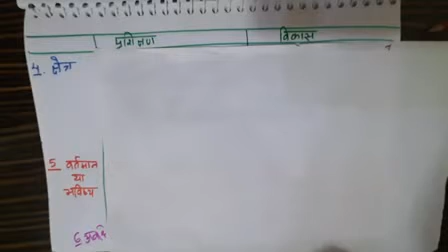 प्रशिक्षण विकास
4. क्षेत्र
5 वर्तमान
या
भविष्य
6